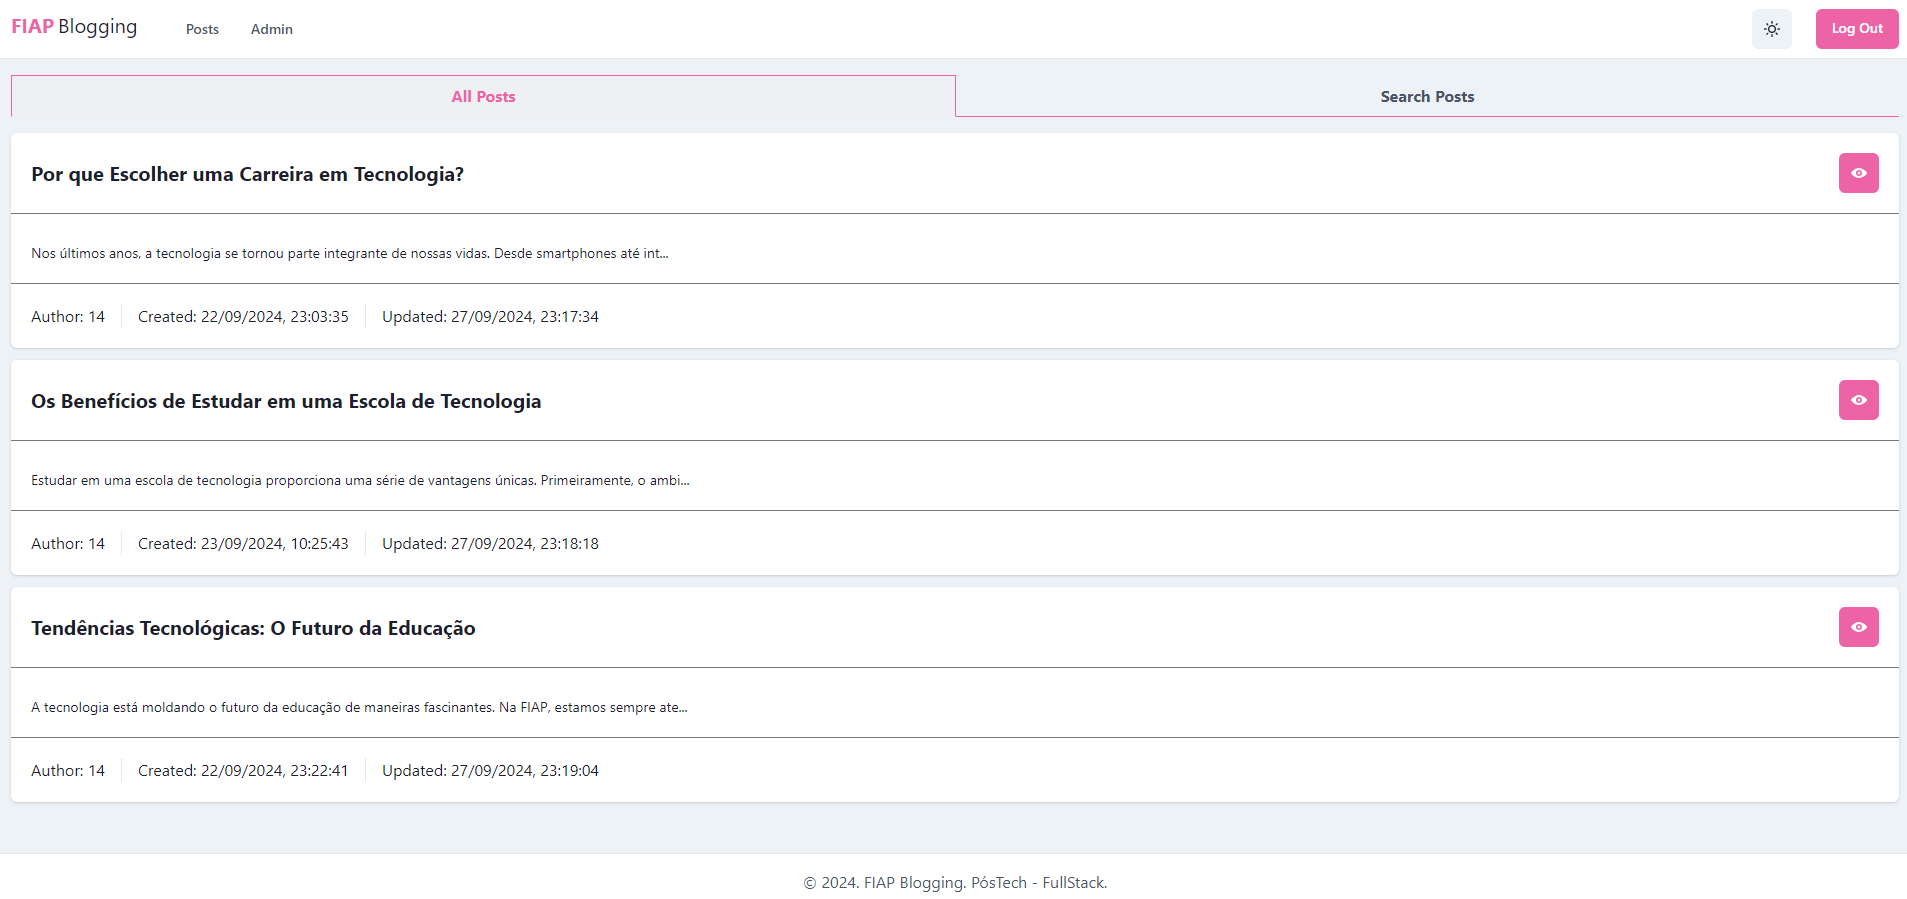 FIAP Blogging Posts Admin Log Out
All Posts Search Posts
Por que Escolher uma Carreira em Tecnologia?
Nos últimos anos, a tecnologia se tornou parte integrante de nossas vidas. Desde smartphones até int...
Author: 14 Created: 22/09/2024, 23:03:35 Updated: 27/09/2024, 23:17:34
Os Benefícios de Estudar em uma Escola de Tecnologia
Estudar em uma escola de tecnologia proporciona uma série de vantagens únicas. Primeiramente, o ambi...
Author: 14 Created: 23/09/2024, 10:25:43 Updated: 27/09/2024, 23:18:18
Tendências Tecnológicas: O Futuro da Educação
A tecnologia está moldando o futuro da educação de maneiras fascinantes. Na FIAP, estamos sempre ate...
Author: 14 Created: 22/09/2024, 23:22:41 Updated: 27/09/2024, 23:19:04
© 2024. FIAP Blogging. PósTech - FullStack.